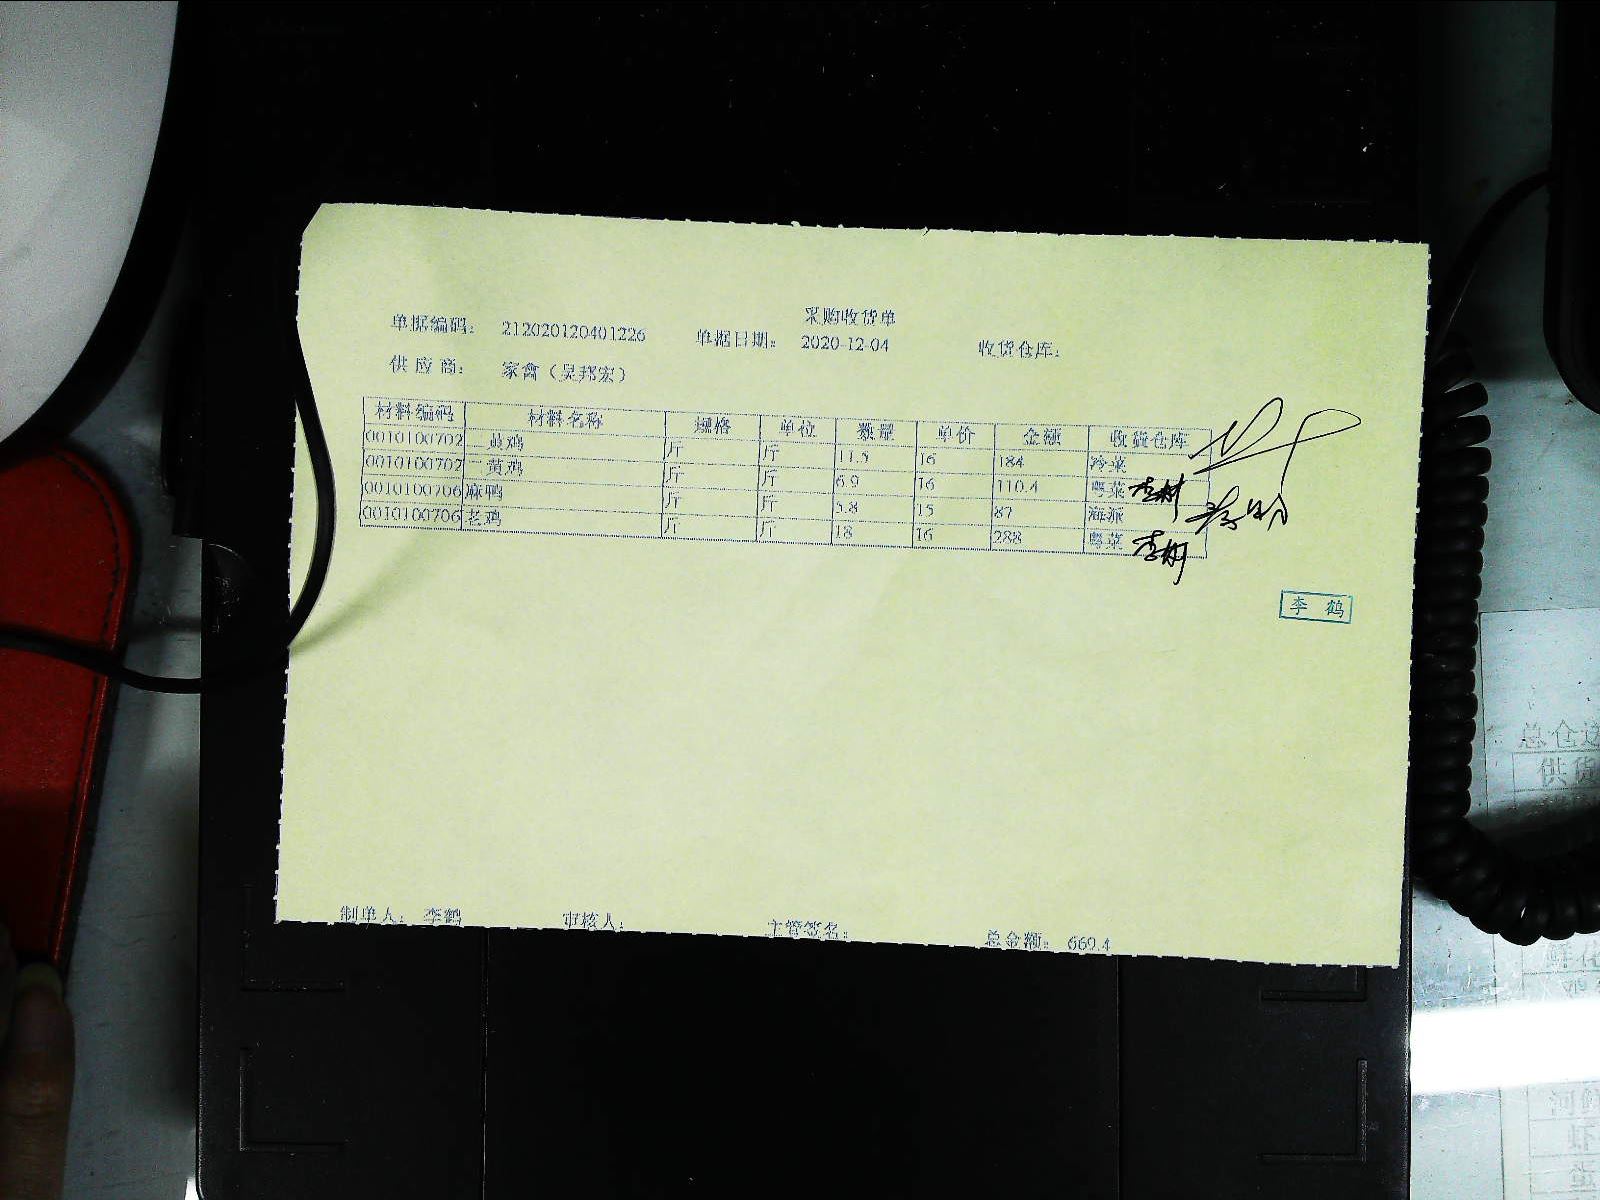 采购收货单
单据编码： 212020120401226 单据日期： 2020-12-04 收货仓库：
供应商： 家禽（吴邦宏）
材料编码 材料名称 规格 单位 数量 单价 金额 收货仓库
0010100702 三黄鸡 斤 斤 11.5 16 184 冷菜
0010100702 三黄鸡 斤 斤 6.9 16 110.4 粤菜
0010100706 麻鸭 斤 斤 5.8 15 87 海派
0010100706 老鸡 斤 斤 18 16 288 粤菜
李鹤
制单人： 李鹤 审核人： 主管签名： 总金额： 669.4
总仓
供货